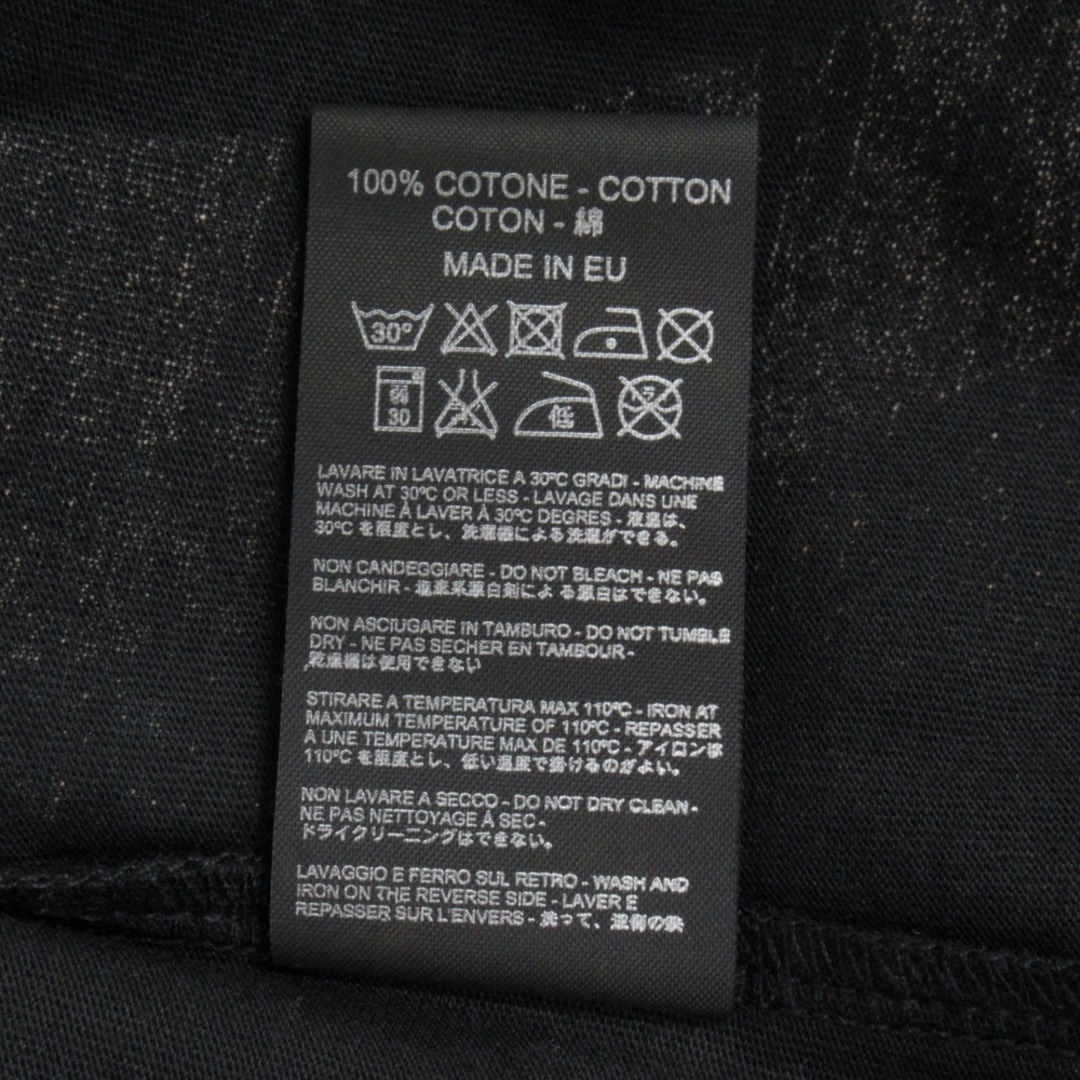 100% COTONE - COTTON
COTON - 綿
MADE IN EU
30°
弱
30
低
LAVARE IN LAVATRICE A 30°C GRADI - MACHINE
WASH AT 30°C OR LESS - LAVAGE DANS UNE
MACHINE À LAVER À 30°C DEGRES - 液温は、
30°C を限度とし、洗濯機による洗濯ができる。
NON CANDEGGIARE - DO NOT BLEACH - NE PAS
BLANCHIR - 塩素系漂白剤による漂白はできない。
NON ASCIUGARE IN TAMBURO - DO NOT TUMBLE
DRY - NE PAS SECHER EN TAMBOUR -
乾燥機は使用できない
STIRARE A TEMPERATURA MAX 110°C - IRON AT
MAXIMUM TEMPERATURE OF 110°C - REPASSER
A UNE TEMPERATURE MAX DE 110°C - アイロンは
110°C を限度とし、低い温度で掛けるのがよい。
NON LAVARE A SECCO - DO NOT DRY CLEAN -
NE PAS NETTOYAGE À SEC -
ドライクリーニングはできない。
LAVAGGIO E FERRO SUL RETRO - WASH AND
IRON ON THE REVERSE SIDE - LAVER E
REPASSER SUR L'ENVERS - 洗って、逆側の鉄